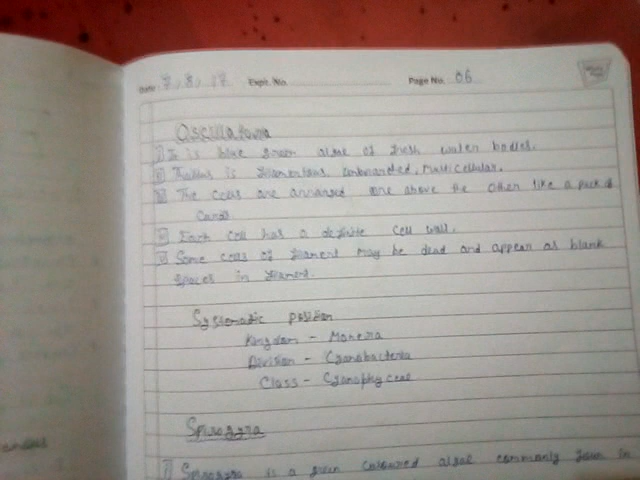 Date 7, 8, 17 Expt. No. Page No. 06
Oscillatoria
i) It is blue green algae of fresh water bodies.
Thallus is filamentous, unbranched, multicellular.
The cells are arranged one above the other like a pack of
cards
Each cell has a definite cell wall.
Some cells of filament may be dead and appear as blank
spaces in filament.
Systematic position
Kingdom - Monera
Division - Cyanobacteria
Class - Cyanophyceae
Spirogyra
Spirogyra is a green coloured algae commonly found in